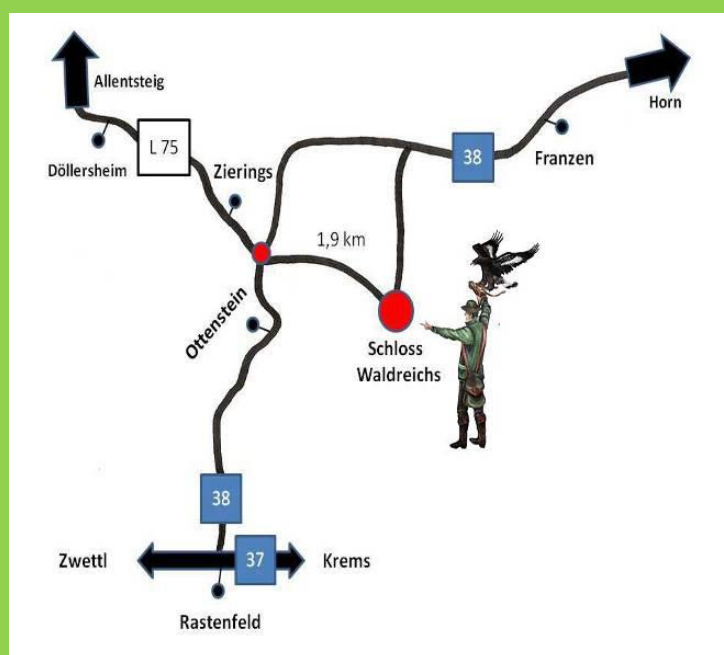 Allentsteig
Horn
L 75
38
Döllersheim
Zierings
Franzen
1,9 km
Ottenstein
Schloss
Waldreichs
38
Zwettl
37
Krems
Rastenfeld